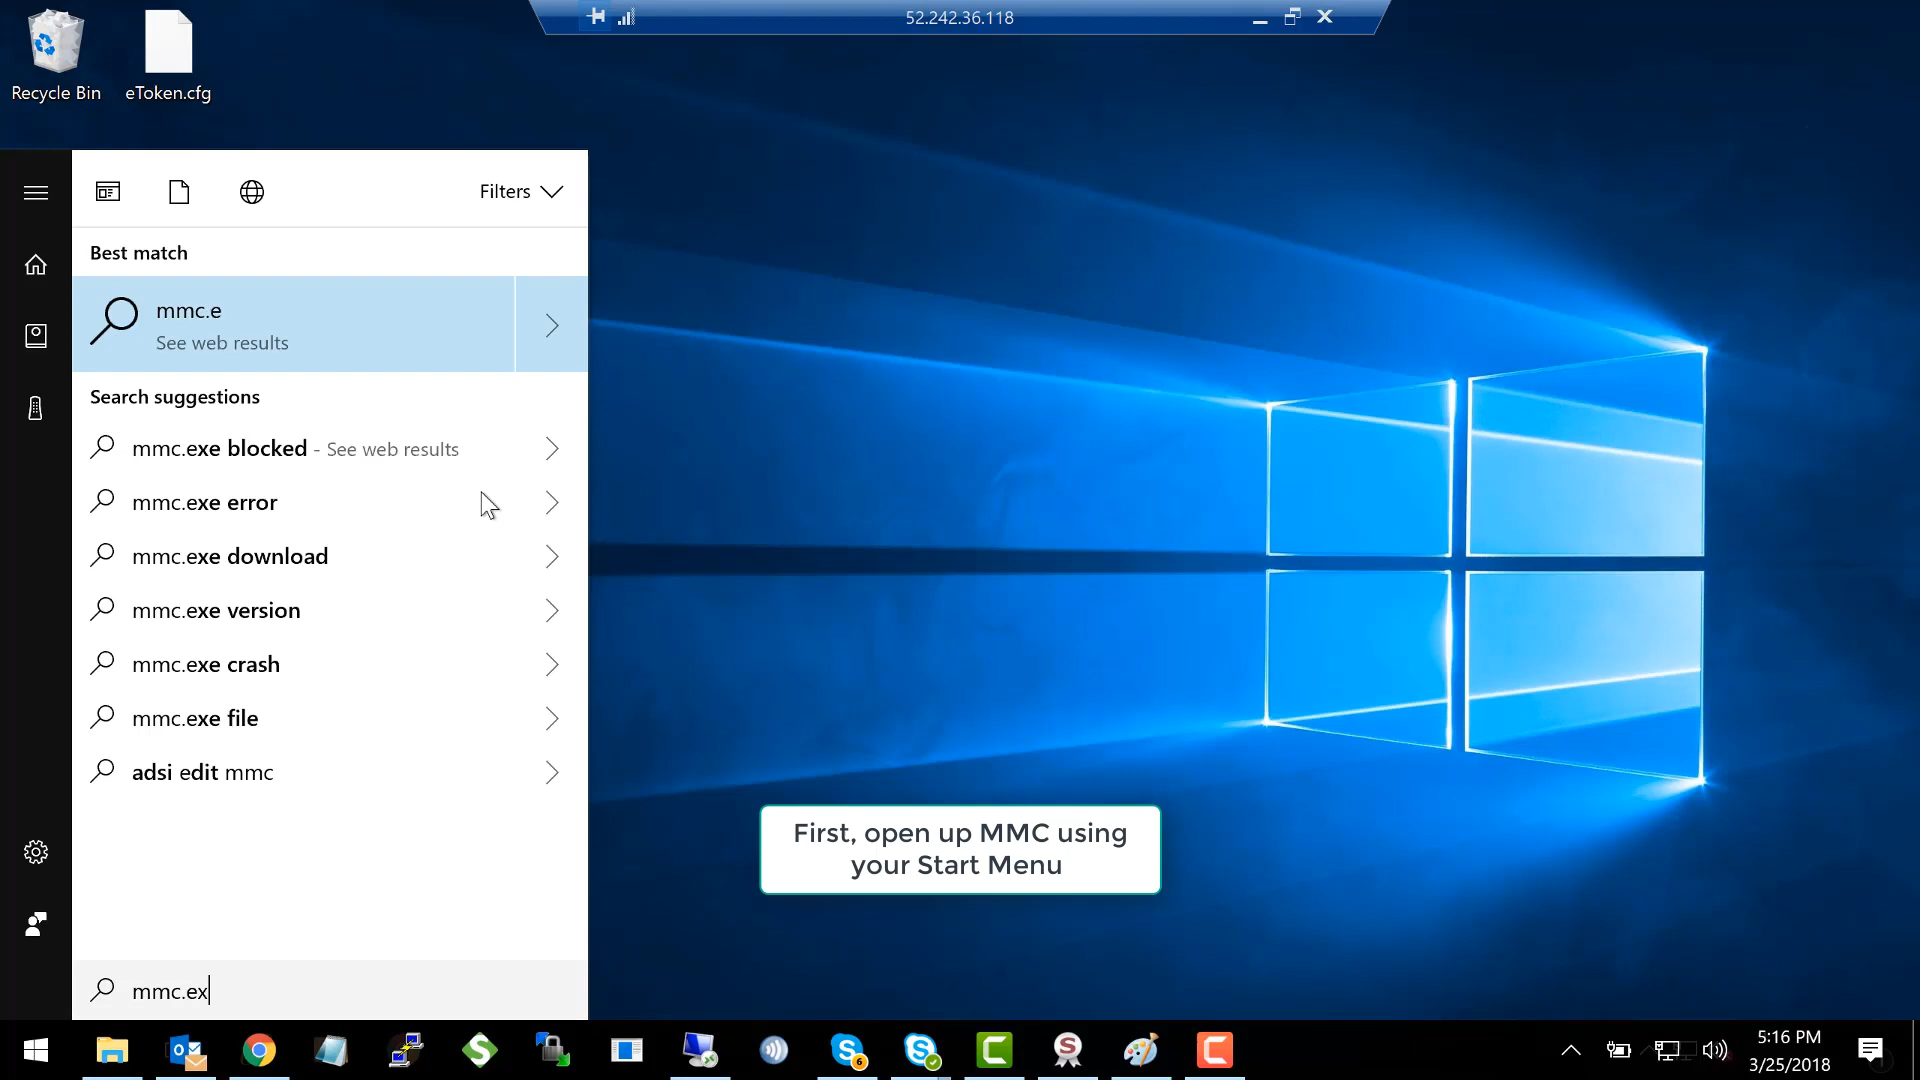 52.242.36.118
Recycle Bin
eToken.cfg
Filters
Best match
mmc.e
See web results
Search suggestions
mmc.exe blocked - See web results
mmc.exe error
mmc.exe download
mmc.exe version
mmc.exe crash
mmc.exe file
adsi edit mmc
First, open up MMC using
your Start Menu
mmc.ex
S
6
S
C
S
C
5:16 PM
3/25/2018